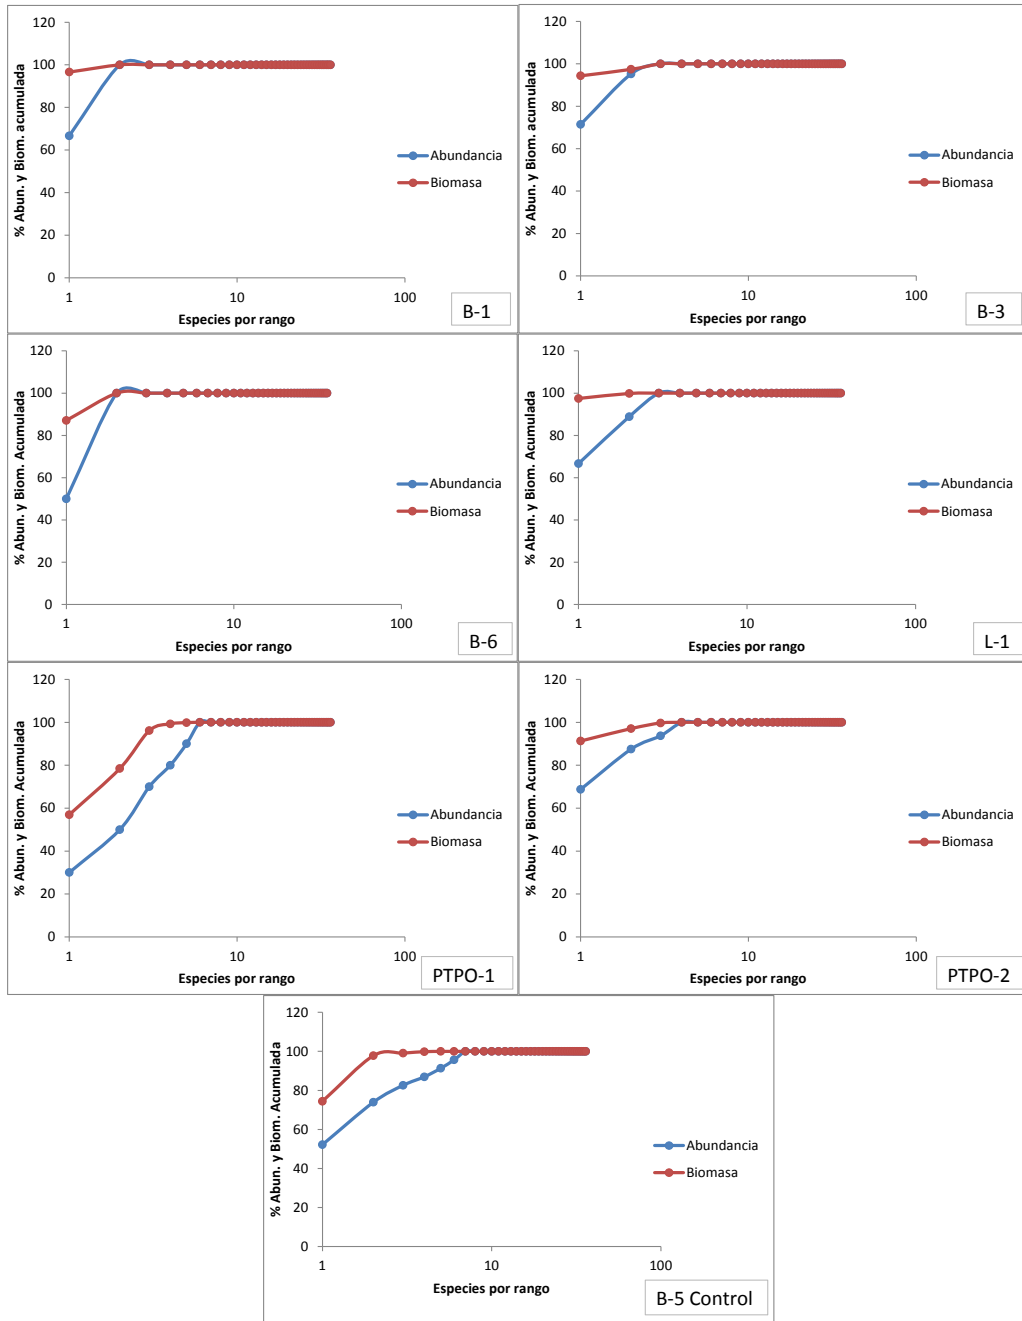 120
100
80
60
40
20
0
% Abun. y Biom. acumulada
Abundancia
Biomasa
1
10
100
Especies por rango
B-1
120
100
80
60
40
20
0
% Abun. y Biom. acumulada
Abundancia
Biomasa
1
10
100
Especies por rango
B-3
120
100
80
60
40
20
0
% Abun. y Biom. Acumulada
Abundancia
Biomasa
1
10
100
Especies por rango
B-6
120
100
80
60
40
20
0
% Abun. y Biom. Acumulada
Abundancia
Biomasa
1
10
100
Especies por rango
L-1
120
100
80
60
40
20
0
% Abun. y Biom. Acumulada
Abundancia
Biomasa
1
10
100
Especies por rango
PTPO-1
120
100
80
60
40
20
0
% Abun. y Biom. Acumulada
Abundancia
Biomasa
1
10
100
Especies por rango
PTPO-2
120
100
80
60
40
20
0
% Abun. y Biom. Acumulada
Abundancia
Biomasa
1
10
100
Especies por rango
B-5 Control